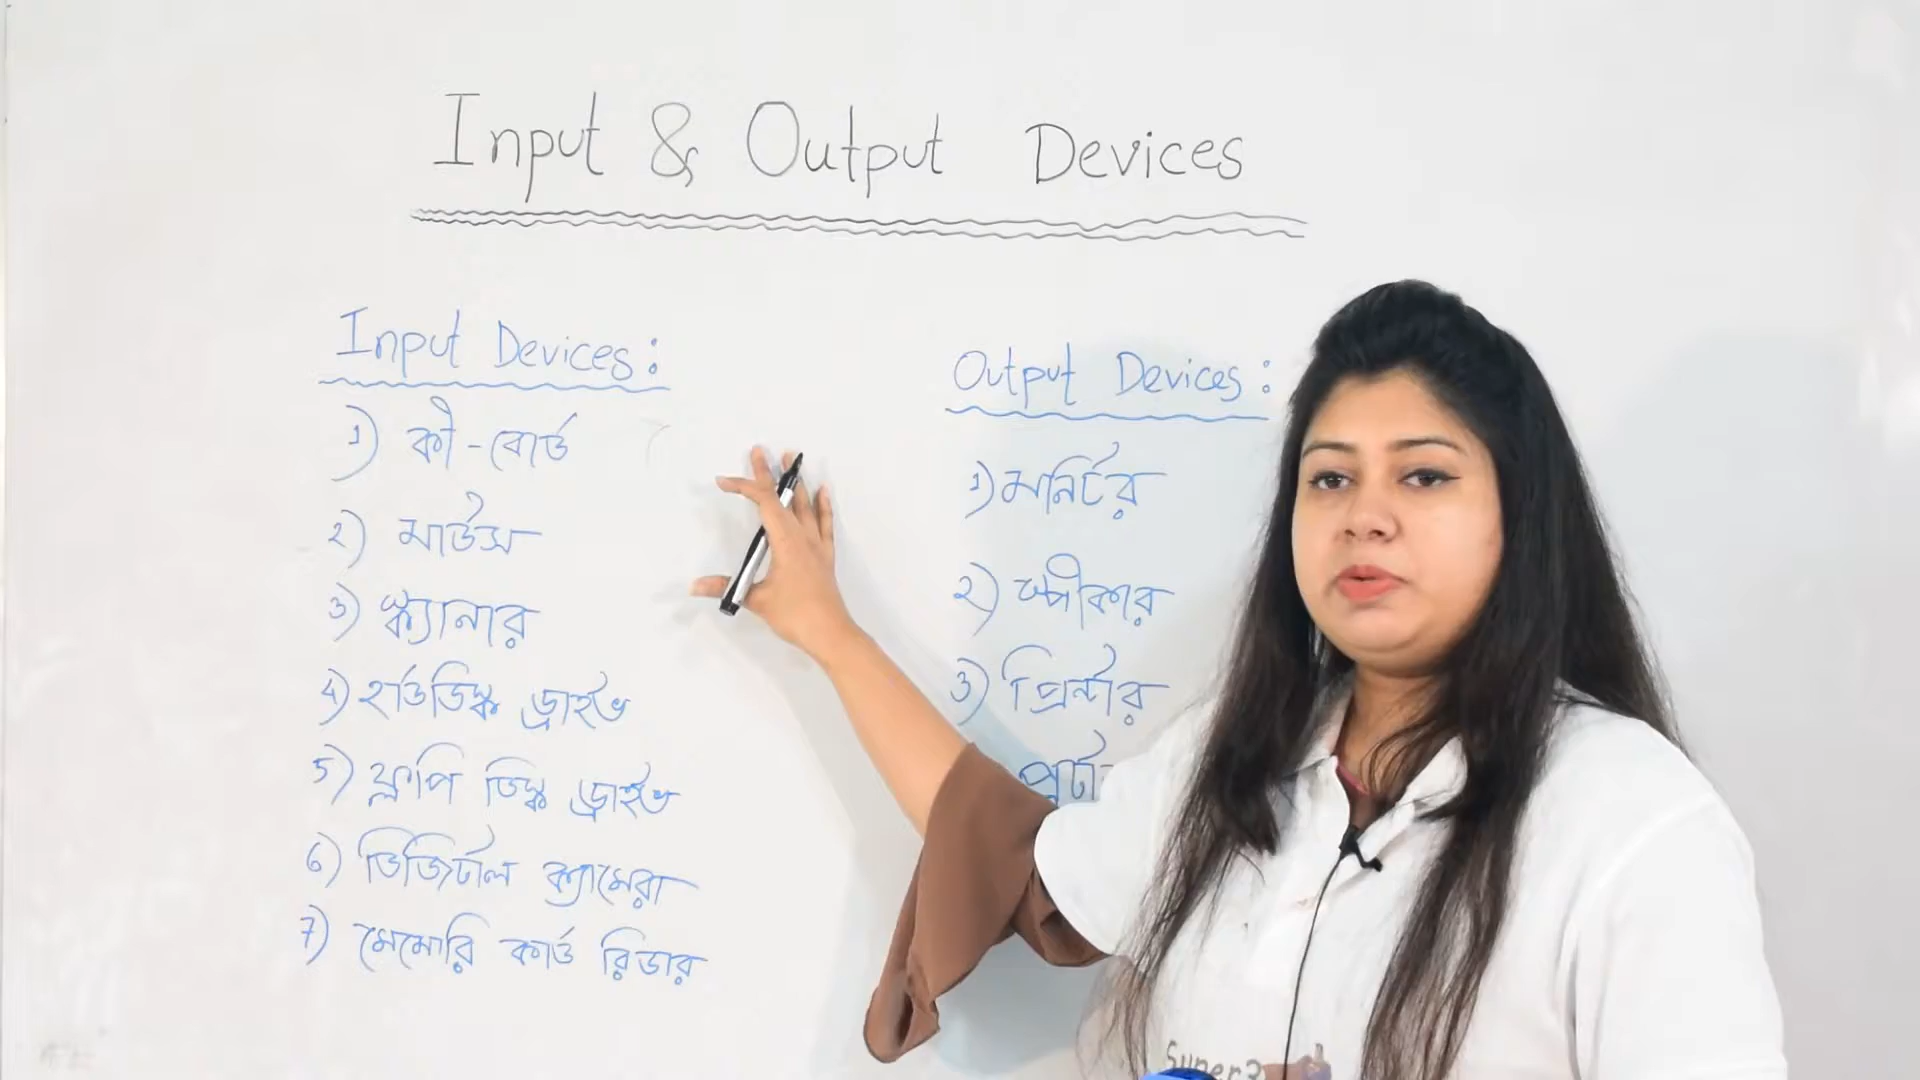 Input & Output Devices
Input Devices:
1) কী-বোর্ড
2) মাউস
3) স্ক্যানার
4) হার্ডডিস্ক ড্রাইভ
5) ফ্লপি ডিস্ক ড্রাইভ
6) ডিজিটাল ক্যামেরা
7) মেমোরি কার্ড রিডার
Output Devices:
1) মনিটর
2) স্পীকার
3) প্রিন্টার